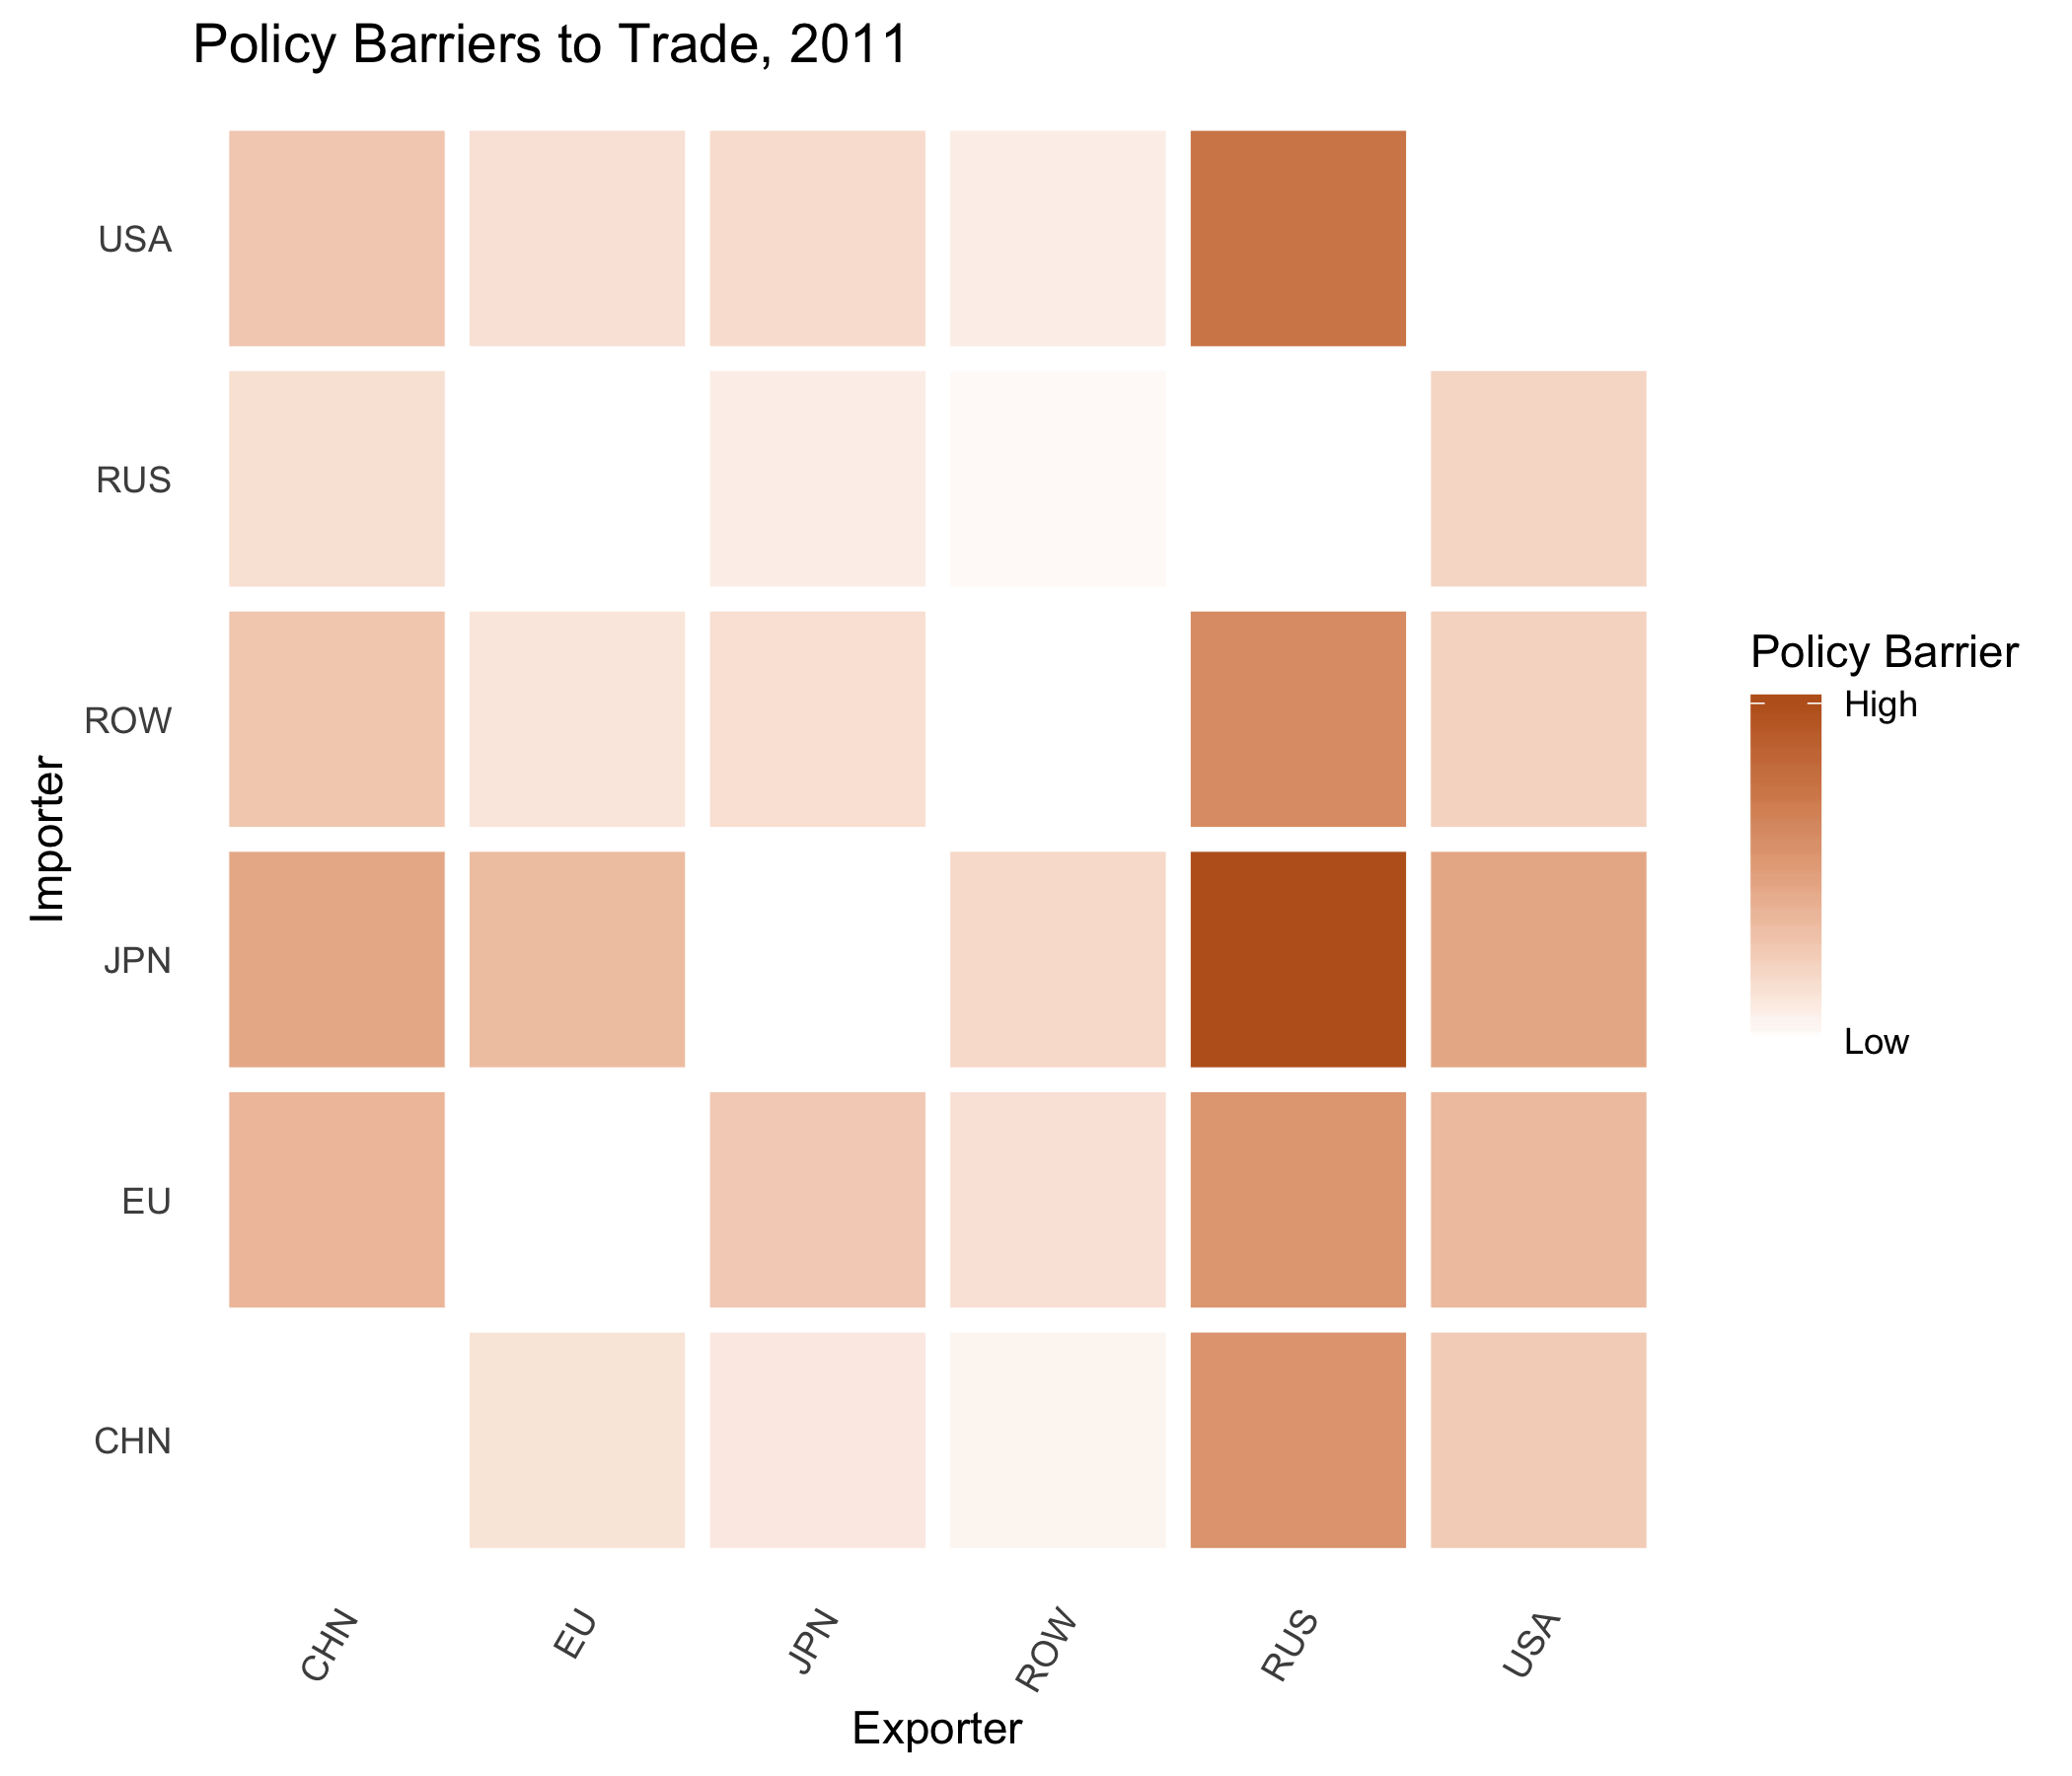 Policy Barriers to Trade, 2011
USA
RUS
ROW
JPN
EU
CHN
Importer
CHN
EU
JPN
ROW
RUS
USA
Exporter
Policy Barrier
High
Low